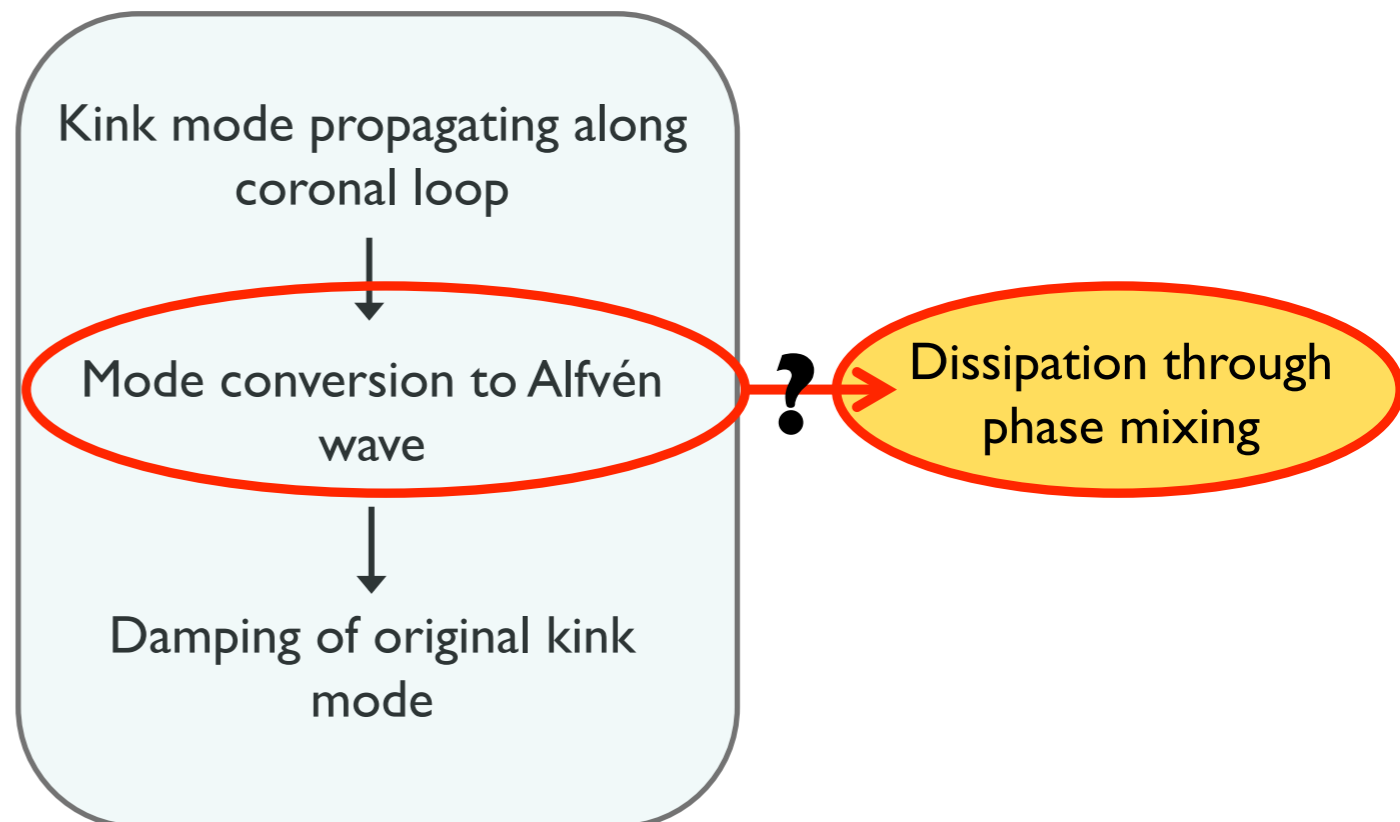 Kink mode propagating along
coronal loop
Mode conversion to Alfvén
wave
?
Dissipation through
phase mixing
Damping of original kink
mode